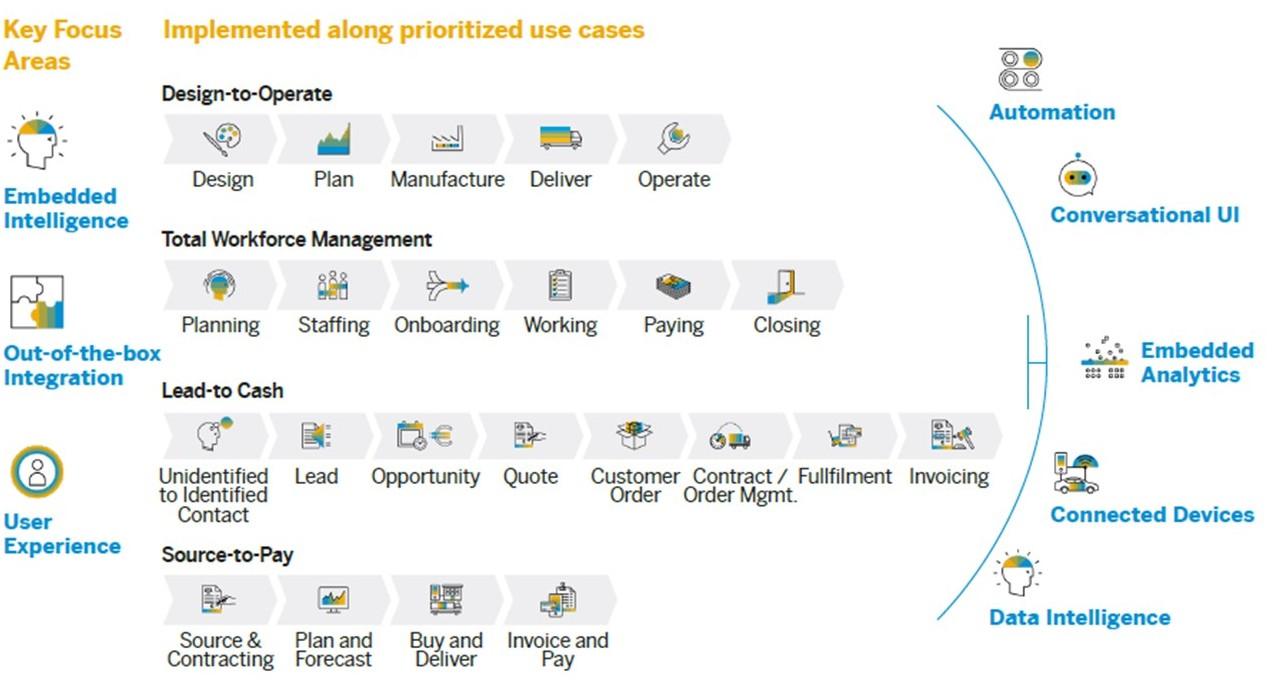 Key Focus
Areas
Implemented along prioritized use cases
Embedded
Intelligence
Out-of-the-box
Integration
User
Experience
Design-to-Operate
Design
Plan
Manufacture
Deliver
Operate
Total Workforce Management
Planning
Staffing
Onboarding
Working
Paying
Closing
Lead-to Cash
Unidentified
to Identified
Contact
Lead
Opportunity
Quote
Customer
Order
Contract /
Order Mgmt.
Fullfilment
Invoicing
Source-to-Pay
Source &
Contracting
Plan and
Forecast
Buy and
Deliver
Invoice and
Pay
Automation
Conversational UI
Embedded
Analytics
Connected Devices
Data Intelligence